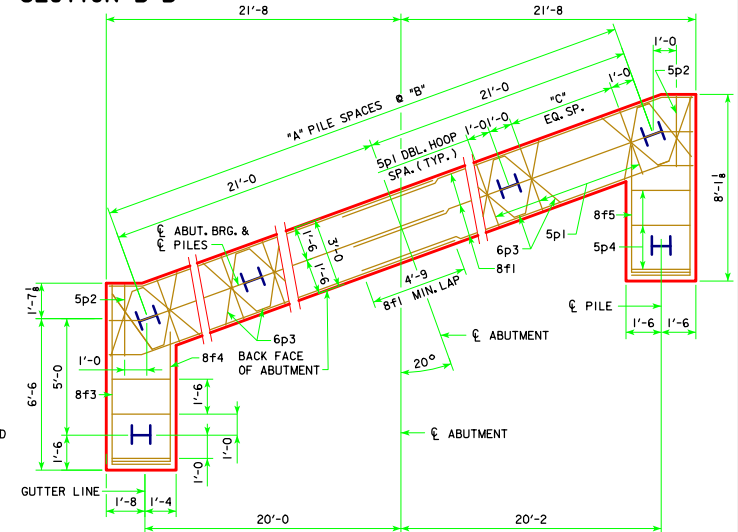 SECTION B-B
21'-8
21'-8
1'-0
5p2
"A" PILE SPACES @ "B"
21'-0
1'-0
"C"
EQ. SP.
1'-0
1'-0
5p1 DBL. HOOP
SPA. (TYP.)
21'-0
8'-1 1/8
℄ ABUT. BRG. &
℄ PILES
1'-6
1'-6
3'-0
8f5
5p1
5p4
6p3
8f1
4'-9
8f1 MIN. LAP
1'-7 1/8
5p2
℄ PILE
6p3
BACK FACE
OF ABUTMENT
℄ ABUTMENT
1'-6
1'-6
20°
1'-0
8f4
6'-6
5'-0
8f3
1'-6
1'-6
1'-0
1'-0
D
℄ ABUTMENT
GUTTER LINE
1'-8
1'-4
20'-0
20'-2